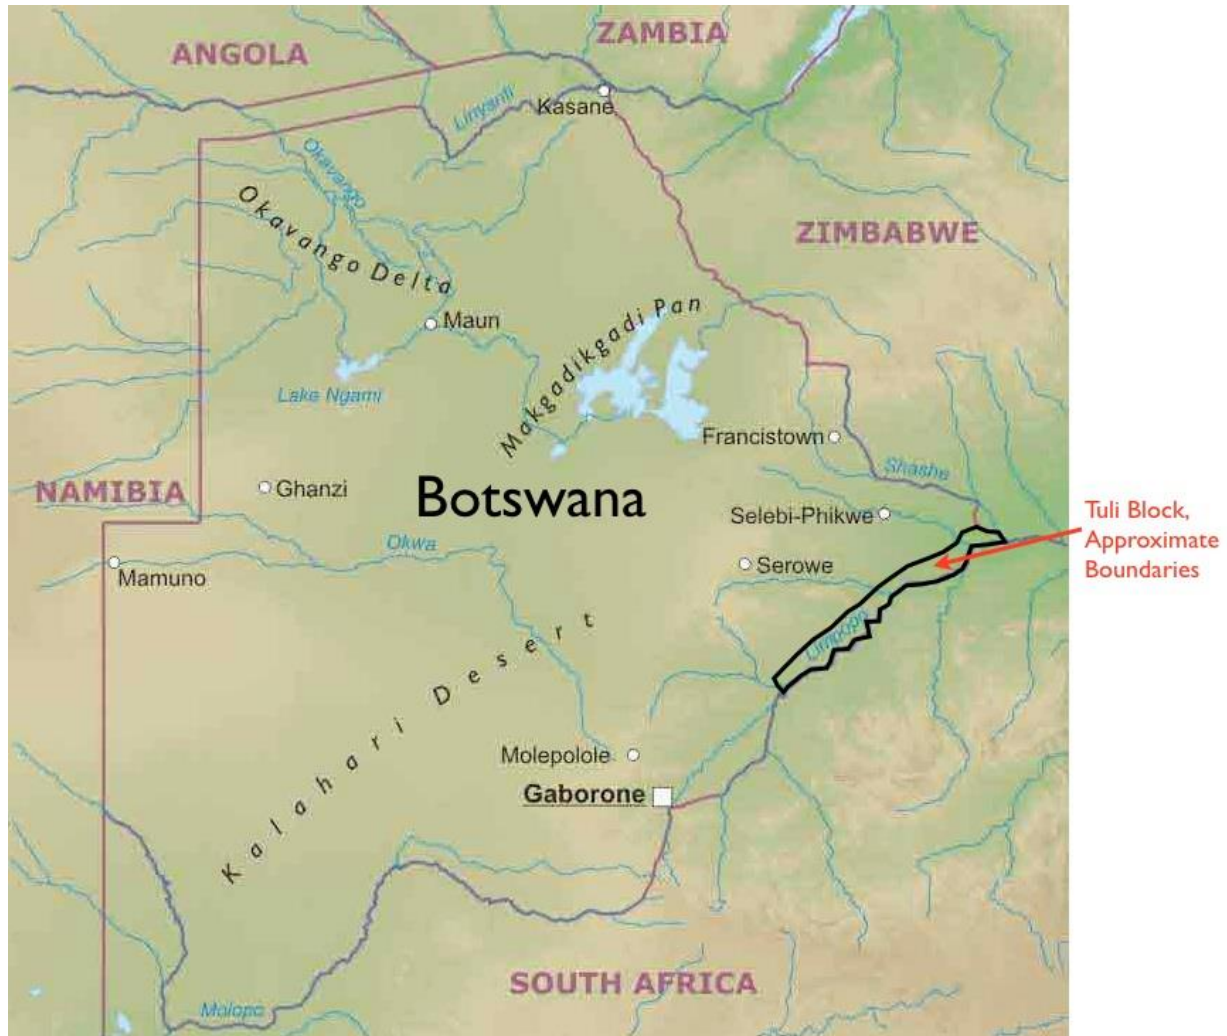 ANGOLA
ZAMBIA
Linyanti
Kasane
Okavango
Okavango Delta
ZIMBABWE
Maun
Makgadikgadi Pan
Lake Ngami
Francistown
Shashe
NAMIBIA
Ghanzi
Botswana
Selebi-Phikwe
Tuli Block,
Approximate
Boundaries
Okwa
Mamuno
Serowe
Limpopo
Kalahari Desert
Molepolole
Gaborone
SOUTH AFRICA
Molopo